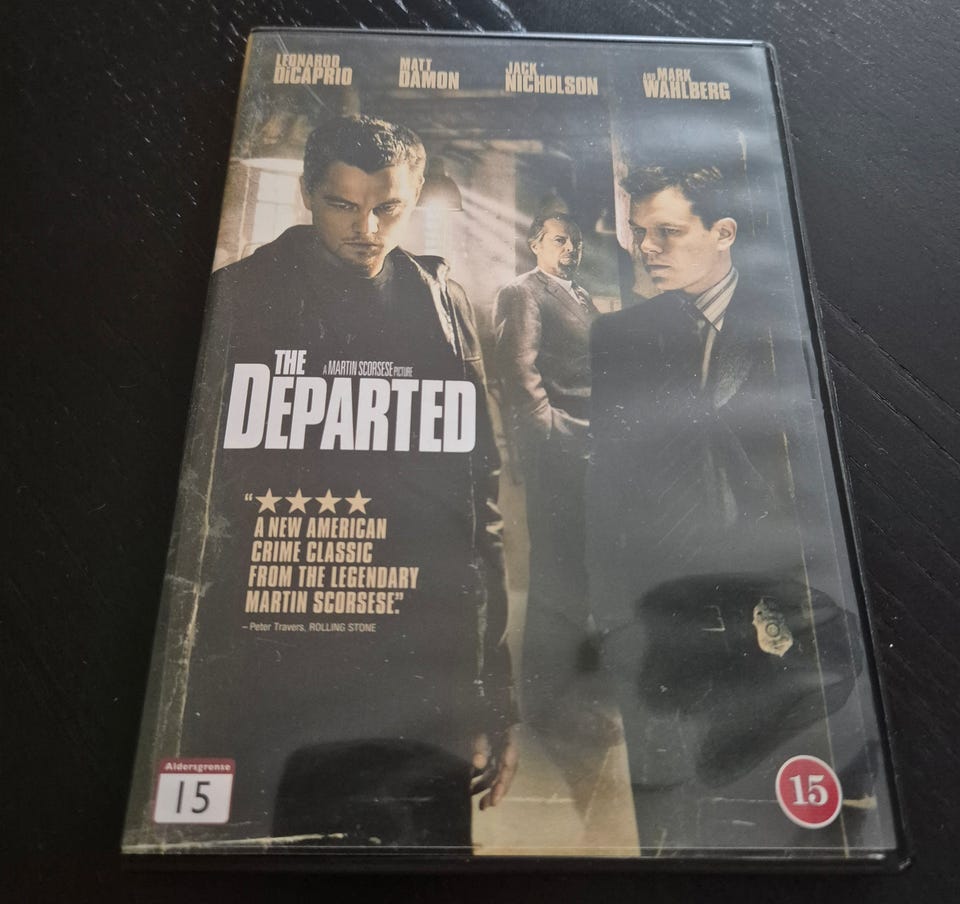 LEONARDO
DiCAPRIO
MATT
DAMON
JACK
NICHOLSON
AND MARK
WAHLBERG
THE
A MARTIN SCORSESE PICTURE
DEPARTED
"★★★★
A NEW AMERICAN
CRIME CLASSIC
FROM THE LEGENDARY
MARTIN SCORSESE."
– Peter Travers, ROLLING STONE
Aldersgrense
15
15